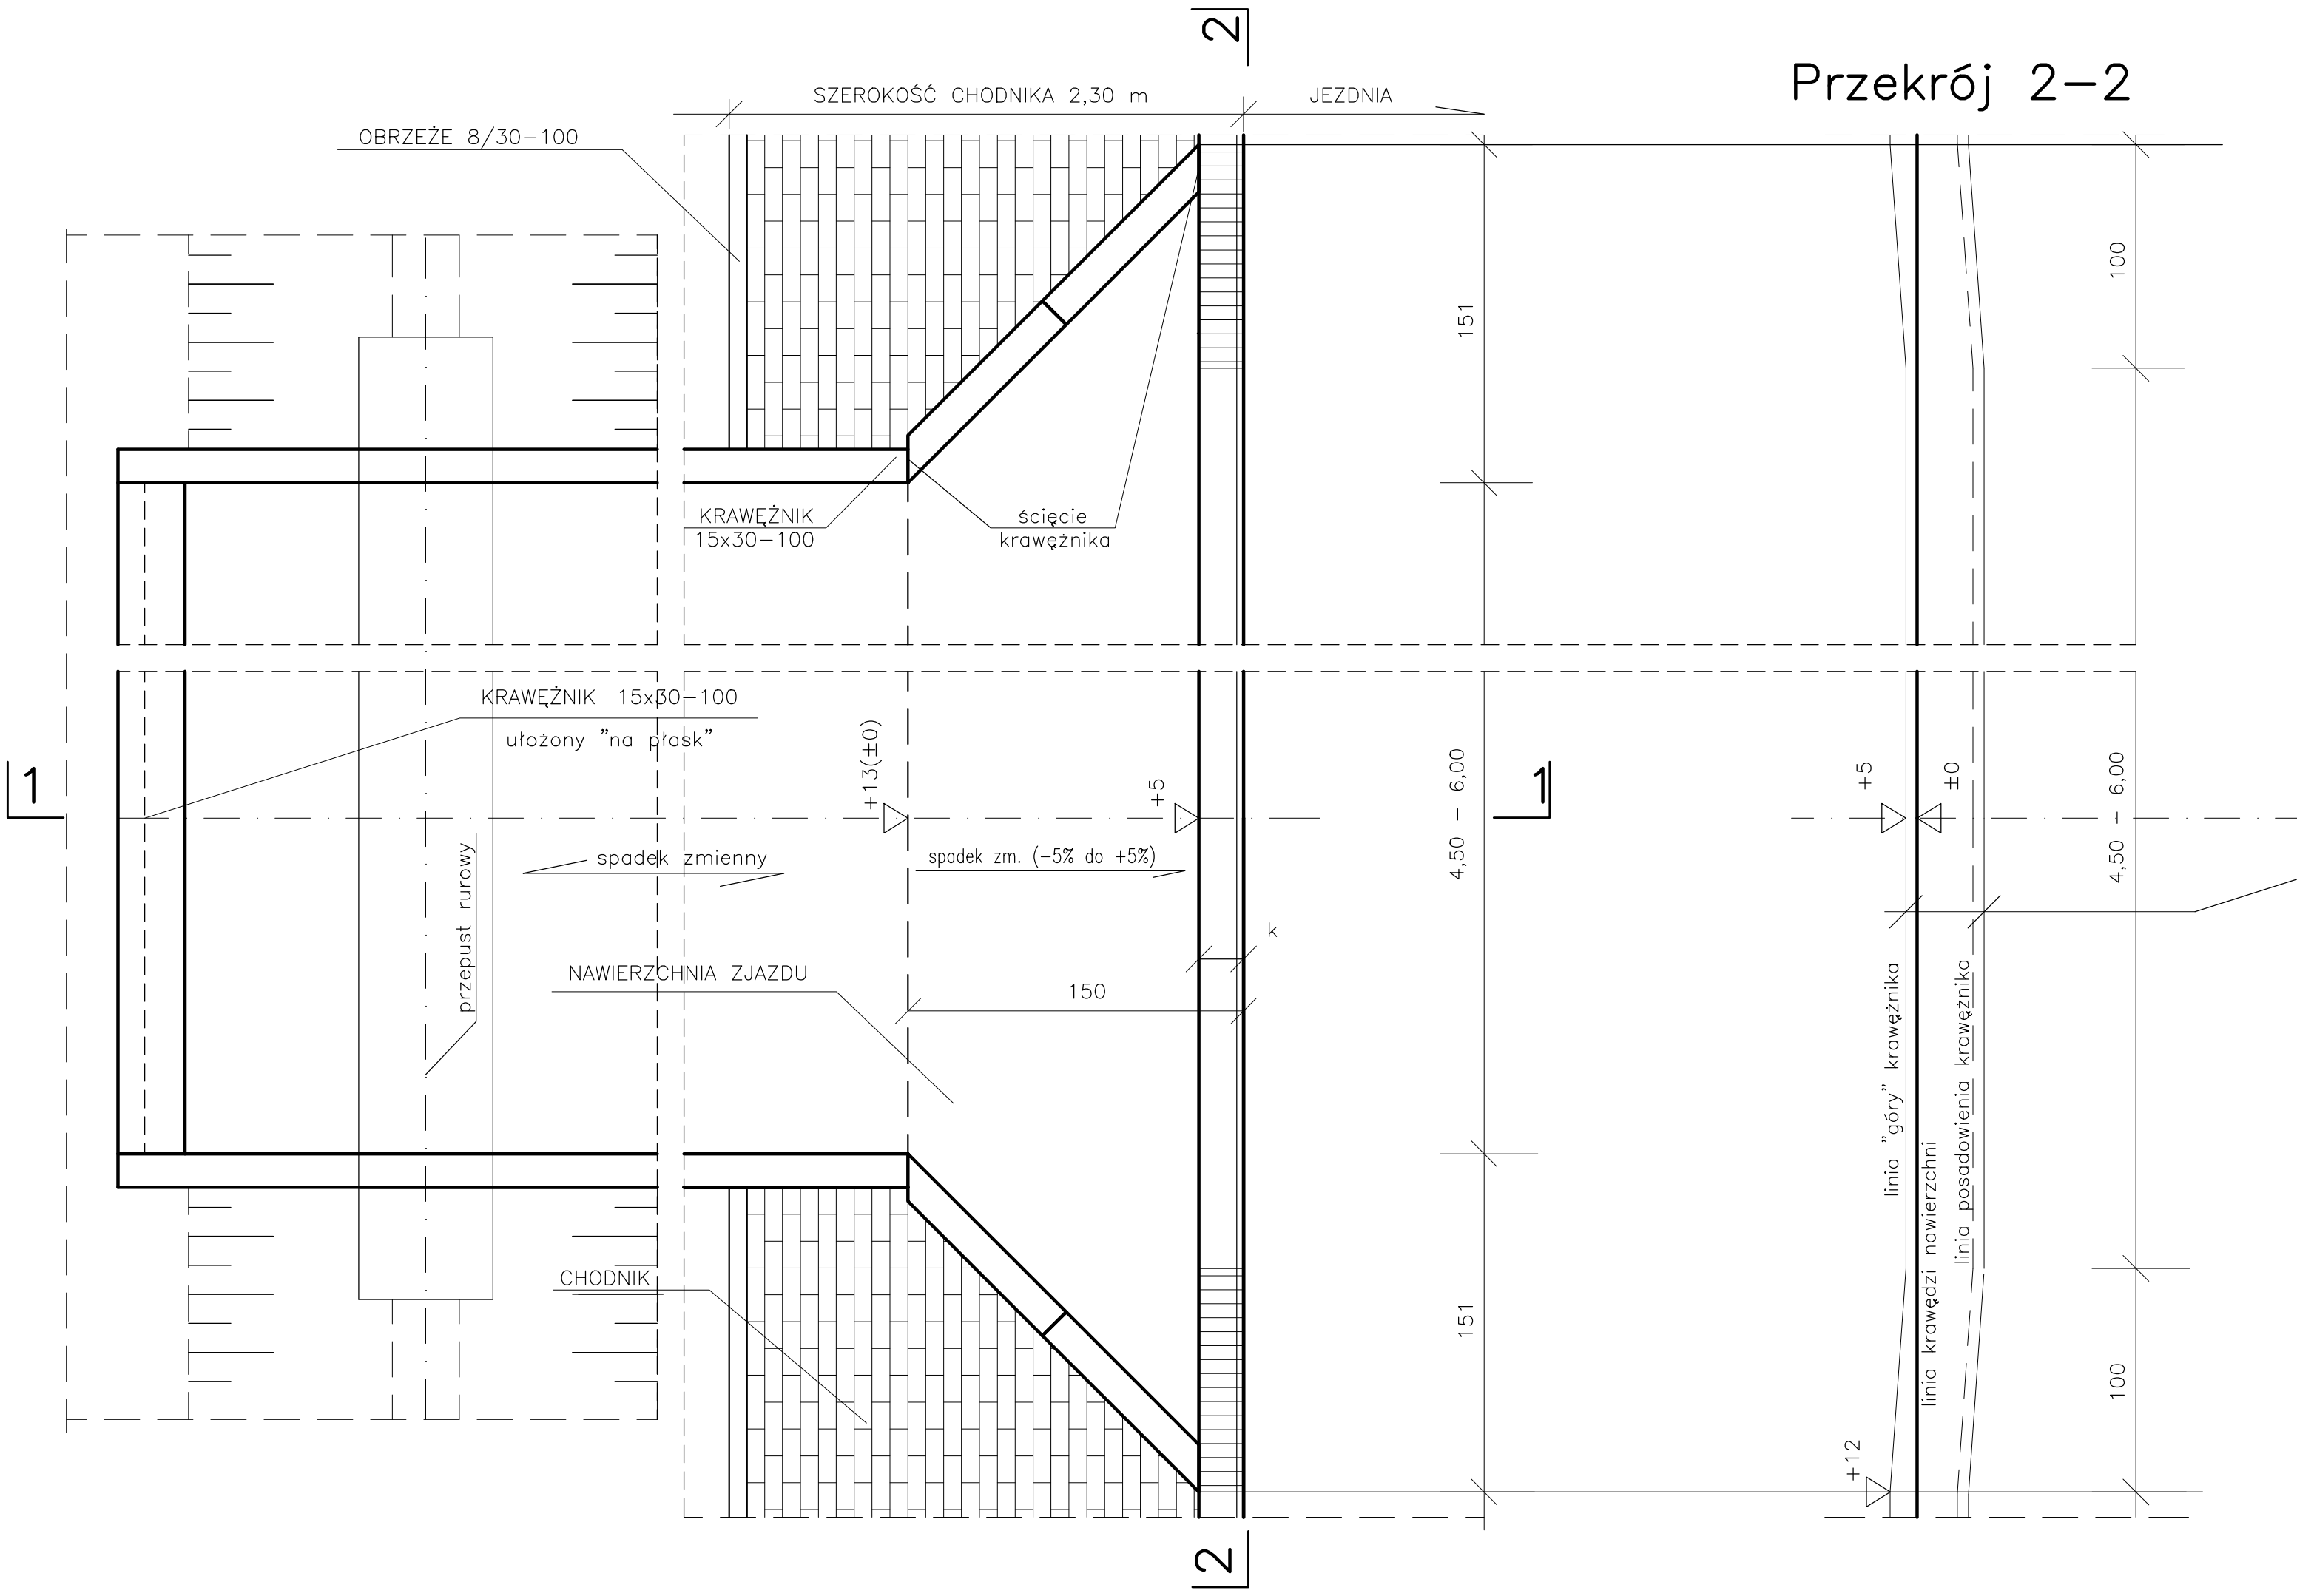 2
Przekrój 2-2
SZEROKOŚĆ CHODNIKA 2,30 m
JEZDNIA
OBRZEŻE 8/30-100
100
151
KRAWĘŻNIK
15x30-100
ścięcie
krawężnika
KRAWĘŻNIK 15x30-100
ułożony "na płask"
+13(±0)
+5
4,50 - 6,00
+5
±0
4,50 - 6,00
1
1
spadek zmienny
spadek zm. (-5% do +5%)
przepust rurowy
k
NAWIERZCHNIA ZJAZDU
150
linia "góry" krawężnika
linia krawędzi nawierzchni
linia posadowienia krawężnika
CHODNIK
151
100
+12
2